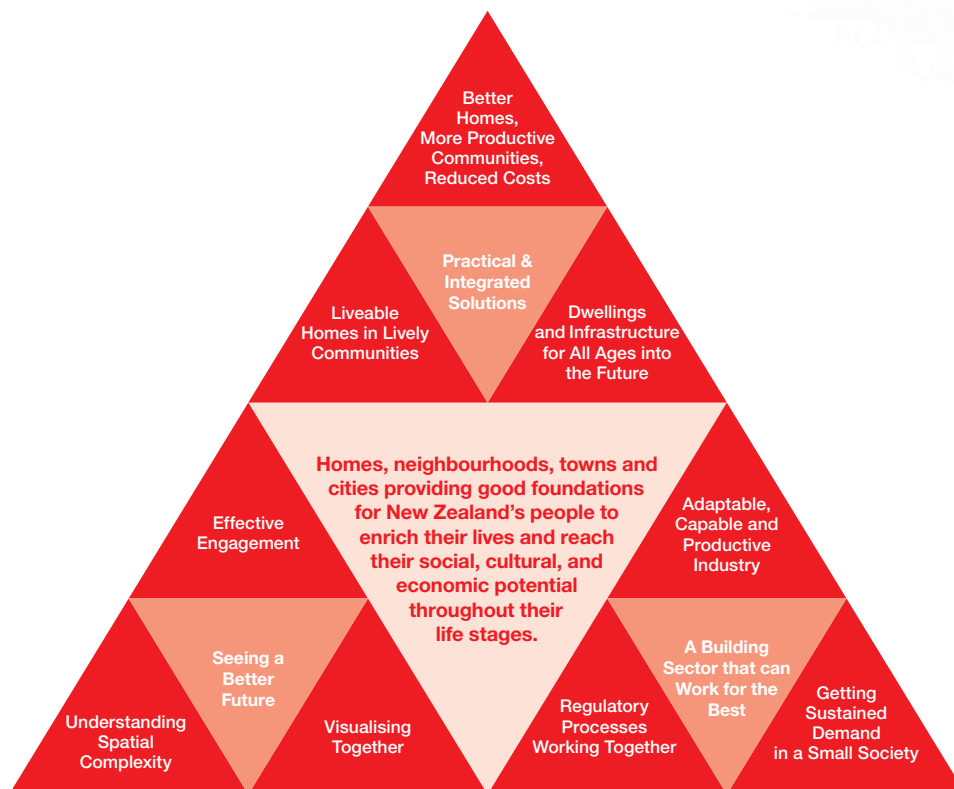 Better
Homes,
More Productive
Communities,
Reduced Costs
Practical &
Integrated
Solutions
Liveable
Homes in Lively
Communities
Dwellings
and Infrastructure
for All Ages into
the Future
Homes, neighbourhoods, towns and
cities providing good foundations
for New Zealand’s people to
enrich their lives and reach
their social, cultural, and
economic potential
throughout their
life stages.
Effective
Engagement
Adaptable,
Capable and
Productive
Industry
Seeing a
Better
Future
A Building
Sector that can
Work for the
Best
Understanding
Spatial
Complexity
Visualising
Together
Regulatory
Processes
Working Together
Getting
Sustained
Demand
in a Small Society